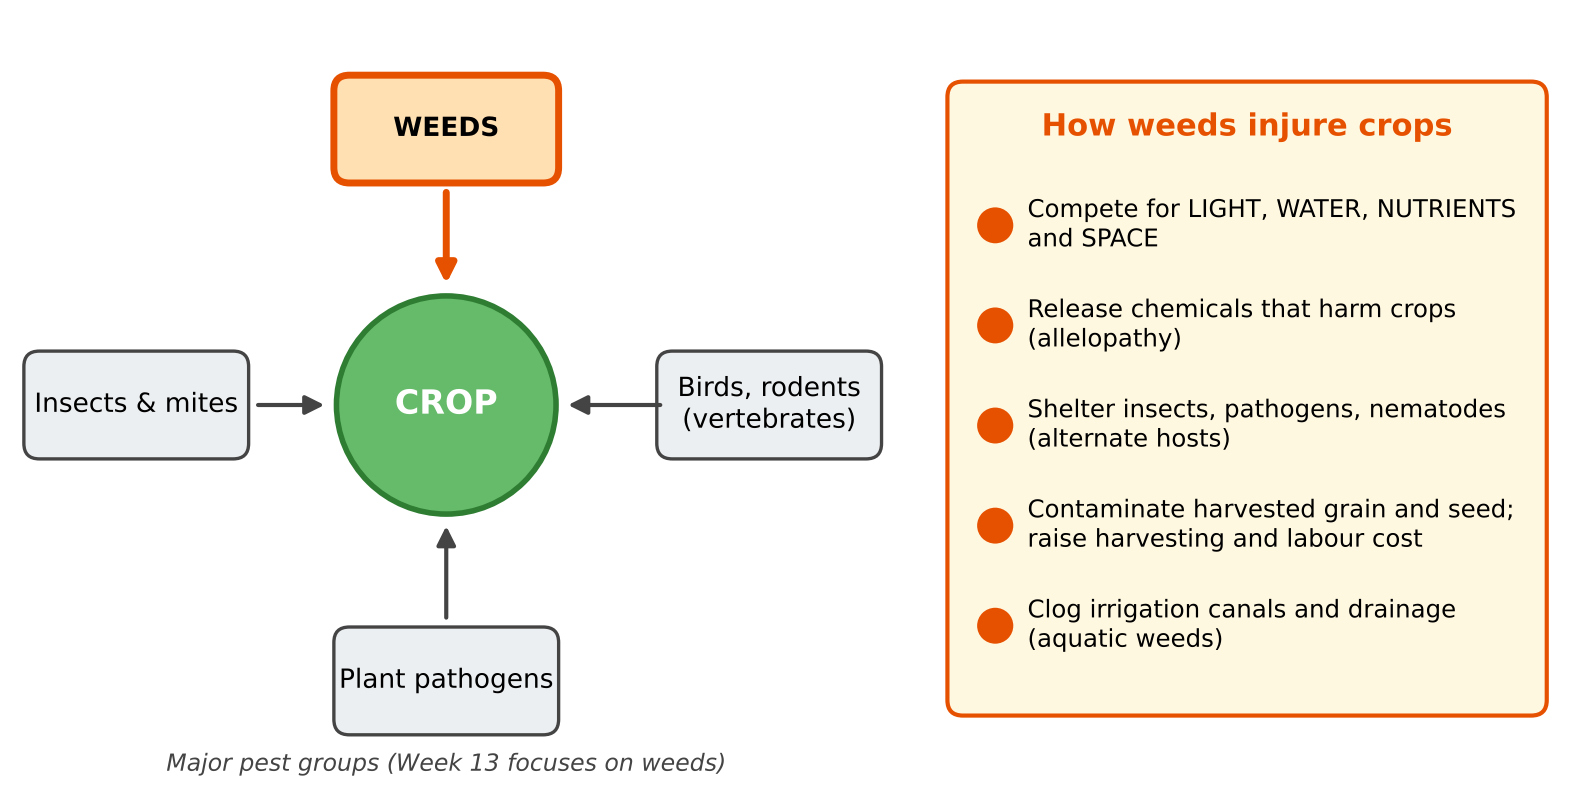 WEEDS
Insects & mites
CROP
Birds, rodents
(vertebrates)
Plant pathogens
Major pest groups (Week 13 focuses on weeds)
How weeds injure crops
Compete for LIGHT, WATER, NUTRIENTS
and SPACE
Release chemicals that harm crops
(allelopathy)
Shelter insects, pathogens, nematodes
(alternate hosts)
Contaminate harvested grain and seed;
raise harvesting and labour cost
Clog irrigation canals and drainage
(aquatic weeds)